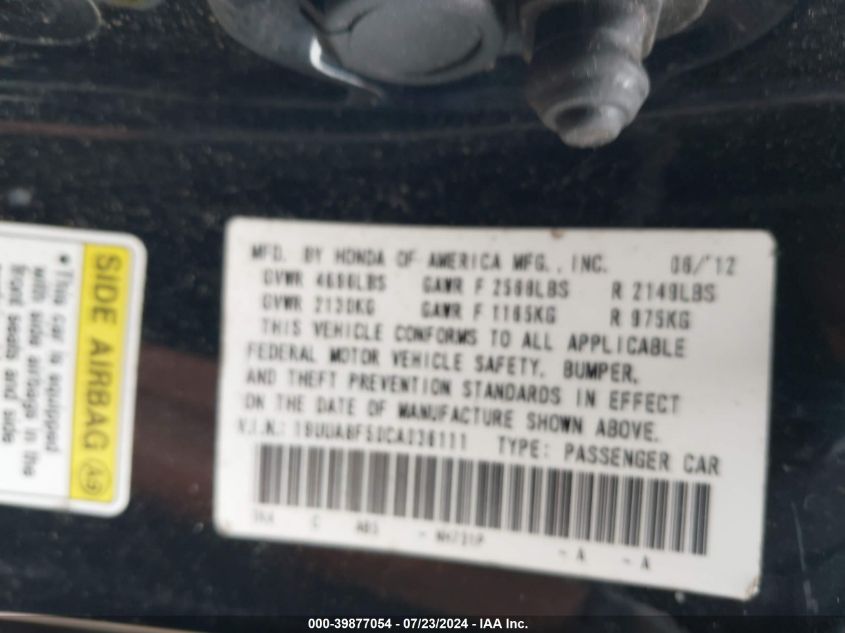 MFD. BY HONDA OF AMERICA MFG., INC. 06/'12
GVWR 4696LBS GAWR F 2568LBS R 2149LBS
GVWR 2130KG GAWR F 1165KG R 975KG
THIS VEHICLE CONFORMS TO ALL APPLICABLE
FEDERAL MOTOR VEHICLE SAFETY, BUMPER,
AND THEFT PREVENTION STANDARDS IN EFFECT
ON THE DATE OF MANUFACTURE SHOWN ABOVE.
V.I.N.: 19UUA8F50CA036111 TYPE: PASSENGER CAR
C - NH731P - A - A
SIDE AIRBAG
• This car is equipped
with side airbags in the
front seats and side
000-39877054 / 07/23/2024 - IAA Inc.